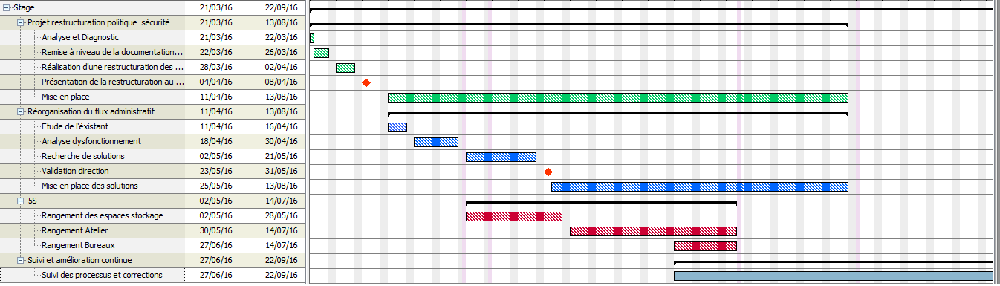 Stage 21/03/16 22/09/16
Projet restructuration politique sécurité 21/03/16 13/08/16
Analyse et Diagnostic 21/03/16 22/03/16
Remise à niveau de la documentation... 22/03/16 26/03/16
Réalisation d'une restructuration des ... 28/03/16 02/04/16
Présentation de la restructuration au ... 04/04/16 08/04/16
Mise en place 11/04/16 13/08/16
Réorganisation du flux administratif 11/04/16 13/08/16
Etude de l'éxistant 11/04/16 16/04/16
Analyse dysfonctionnement 18/04/16 30/04/16
Recherche de solutions 02/05/16 21/05/16
Validation direction 23/05/16 31/05/16
Mise en place des solutions 25/05/16 13/08/16
5S 02/05/16 14/07/16
Rangement des espaces stockage 02/05/16 28/05/16
Rangement Atelier 30/05/16 14/07/16
Rangement Bureaux 27/06/16 14/07/16
Suivi et amélioration continue 27/06/16 22/09/16
Suivi des processus et corrections 27/06/16 22/09/16